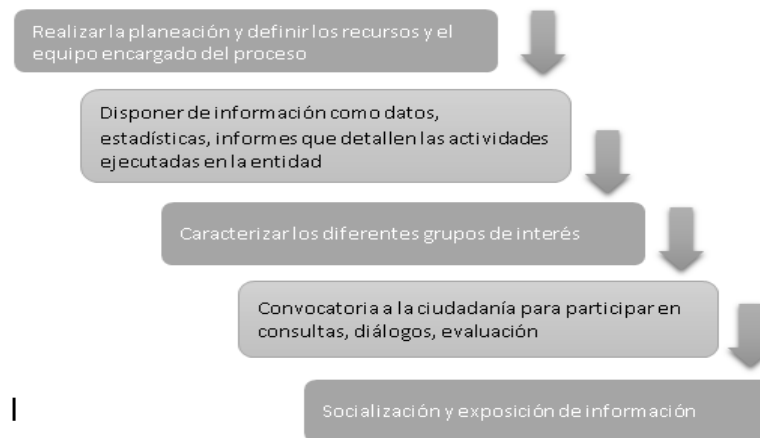 Realizar la planeación y definir los recursos y el
equipo encargado del proceso
Disponer de información como datos,
estadísticas, informes que detallen las actividades
ejecutadas en la entidad
Caracterizar los diferentes grupos de interés
Convocatoria a la ciudadanía para participar en
consultas, diálogos, evaluación
Socialización y exposición de información